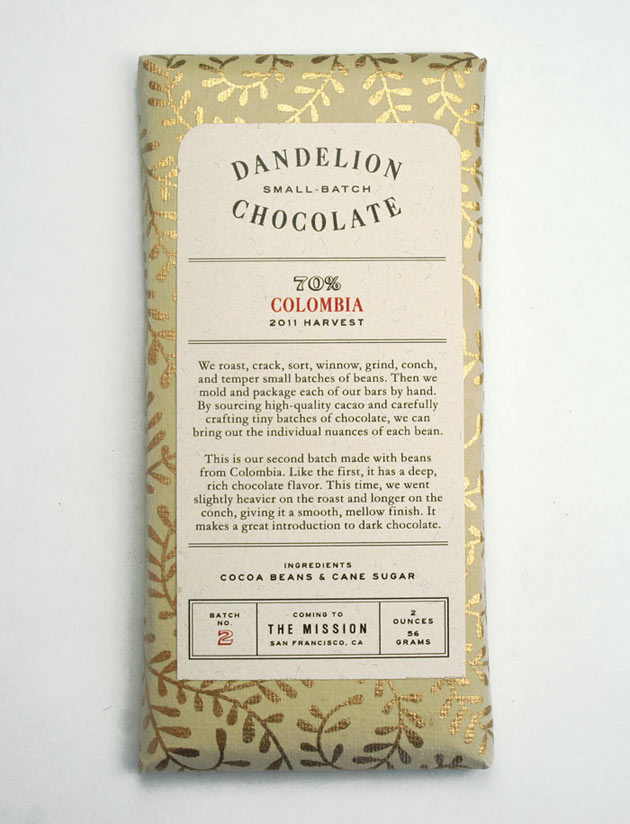 DANDELION
SMALL-BATCH
CHOCOLATE
70%
COLOMBIA
2011 HARVEST
We roast, crack, sort, winnow, grind, conch,
and temper small batches of beans. Then we
mold and package each of our bars by hand.
By sourcing high-quality cacao and carefully
crafting tiny batches of chocolate, we can
bring out the individual nuances of each bean.
This is our second batch made with beans
from Colombia. Like the first, it has a deep,
rich chocolate flavor. This time, we went
slightly heavier on the roast and longer on the
conch, giving it a smooth, mellow finish. It
makes a great introduction to dark chocolate.
INGREDIENTS
COCOA BEANS & CANE SUGAR
BATCH
NO.
2
COMING TO
THE MISSION
SAN FRANCISCO, CA
2
OUNCES
56
GRAMS